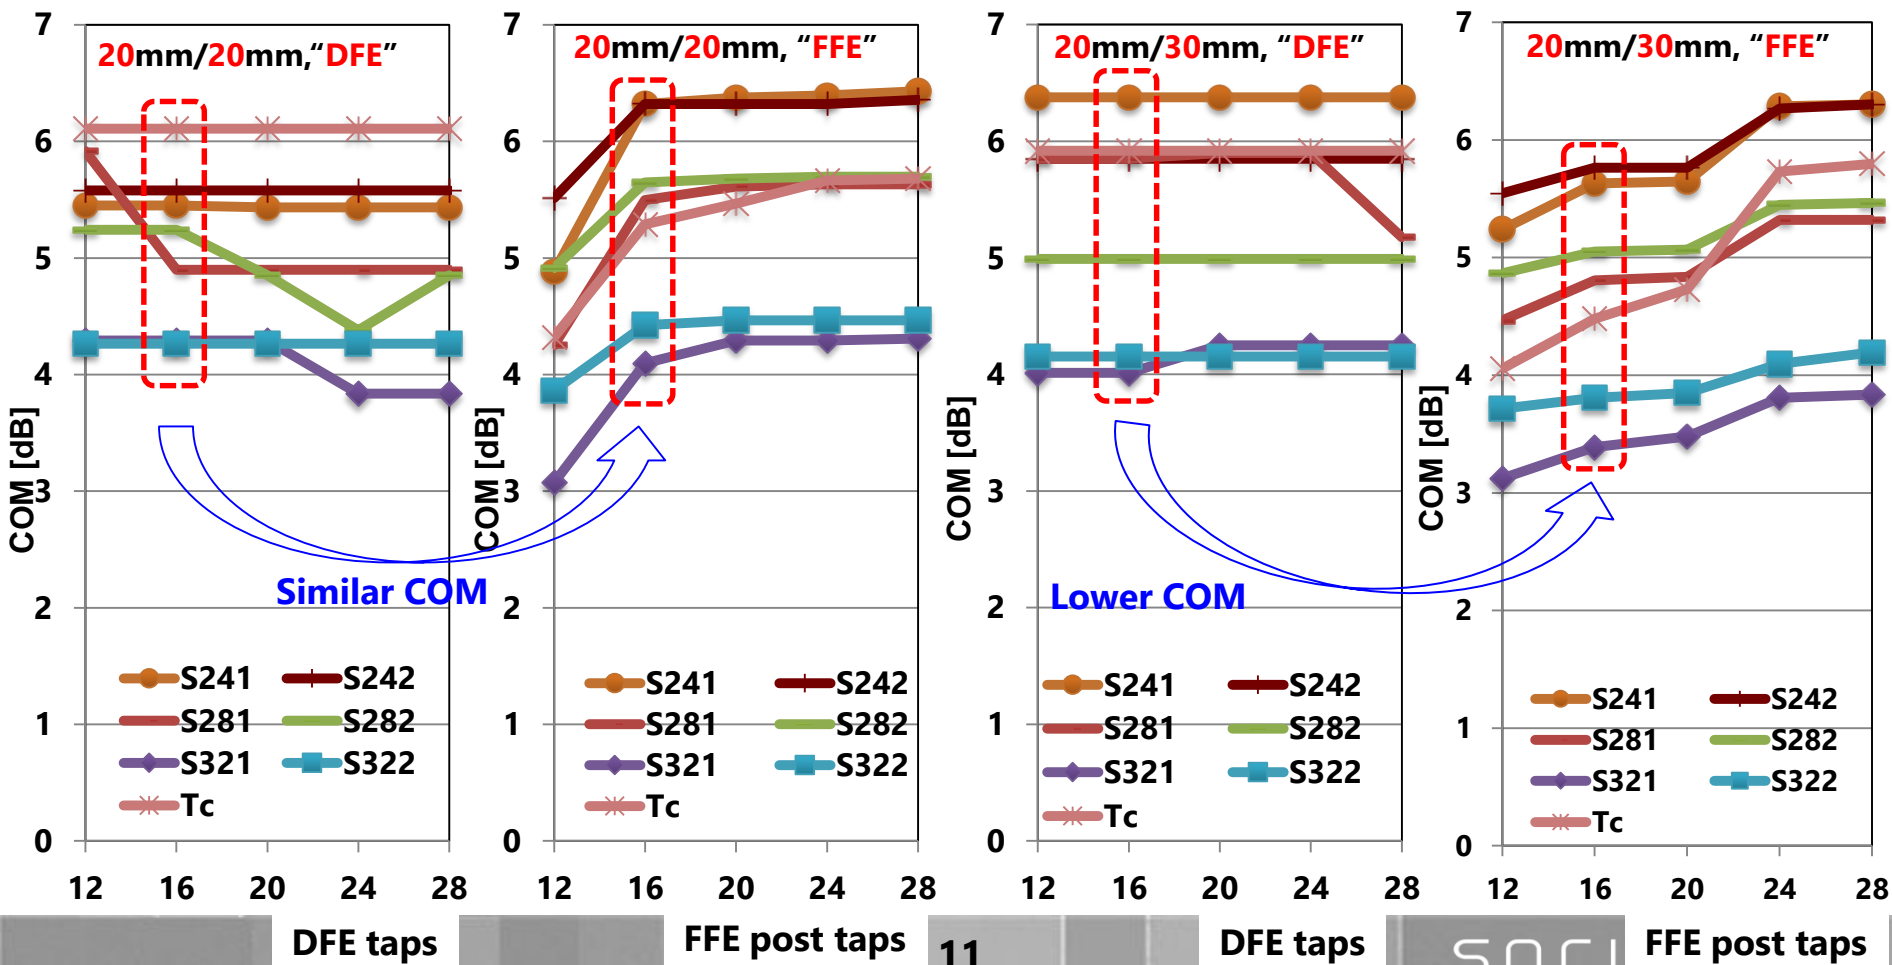 20mm/20mm,“DFE”
7
6
5
4
3
2
1
0
COM [dB]
12 16 20 24 28
DFE taps
S241 S242
S281 S282
S321 S322
Tc
Similar COM
20mm/20mm, “FFE”
7
6
5
4
3
2
1
0
COM [dB]
12 16 20 24 28
FFE post taps
S241 S242
S281 S282
S321 S322
Tc
20mm/30mm, “DFE”
7
6
5
4
3
2
1
0
COM [dB]
12 16 20 24 28
DFE taps
S241 S242
S281 S282
S321 S322
Tc
Lower COM
20mm/30mm, “FFE”
7
6
5
4
3
2
1
0
COM [dB]
12 16 20 24 28
FFE post taps
S241 S242
S281 S282
S321 S322
Tc
11